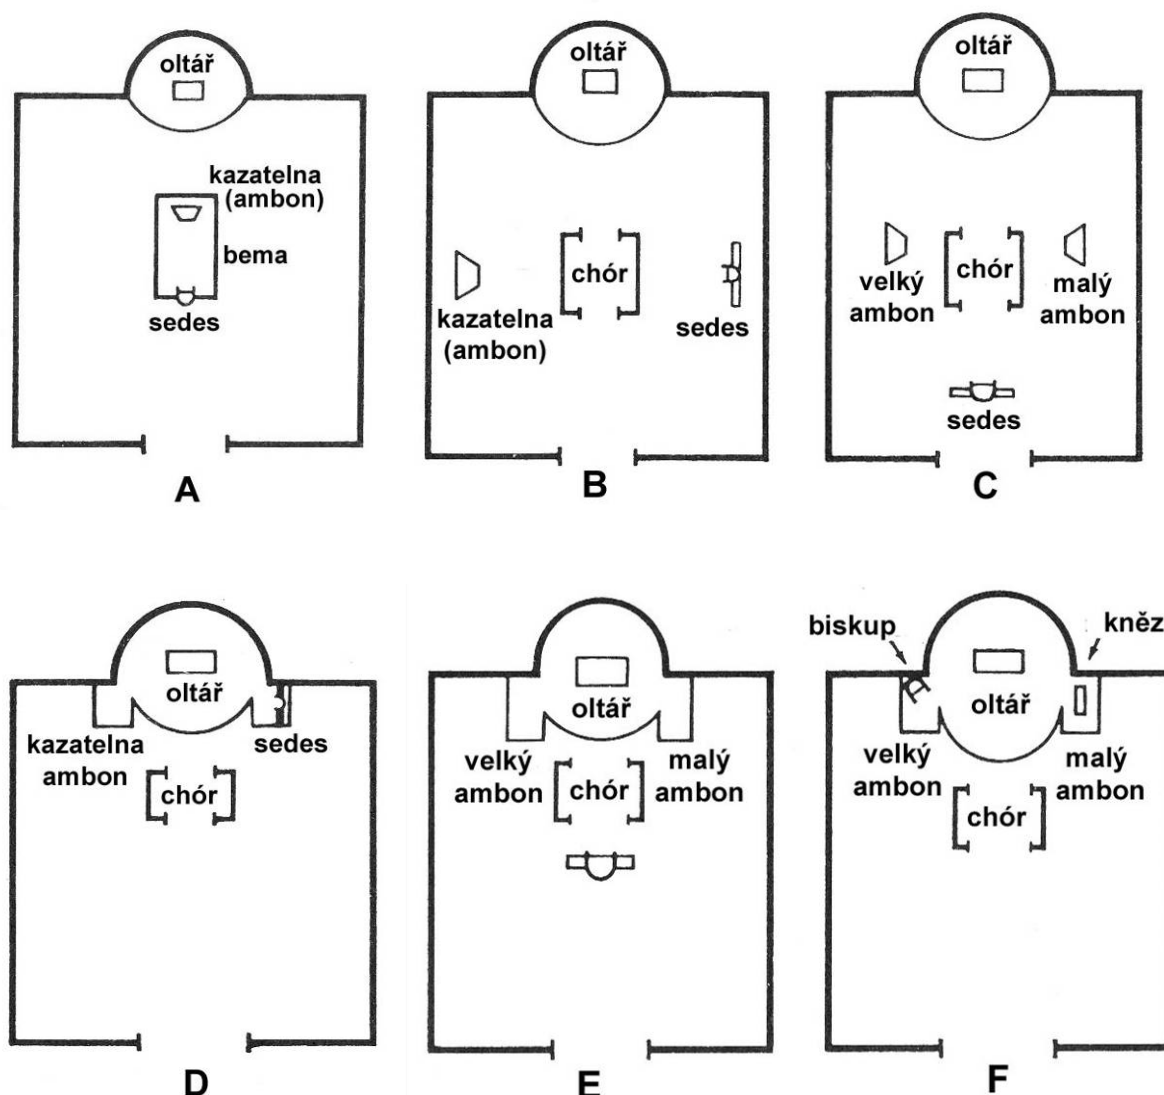 oltář
kazatelna
(ambon)
bema
sedes
A
oltář
chór
kazatelna
(ambon)
sedes
B
oltář
velký
ambon
chór
malý
ambon
sedes
C
oltář
kazatelna
ambon
sedes
chór
D
oltář
velký
ambon
chór
malý
ambon
E
biskup
kněz
oltář
velký
ambon
malý
ambon
chór
F